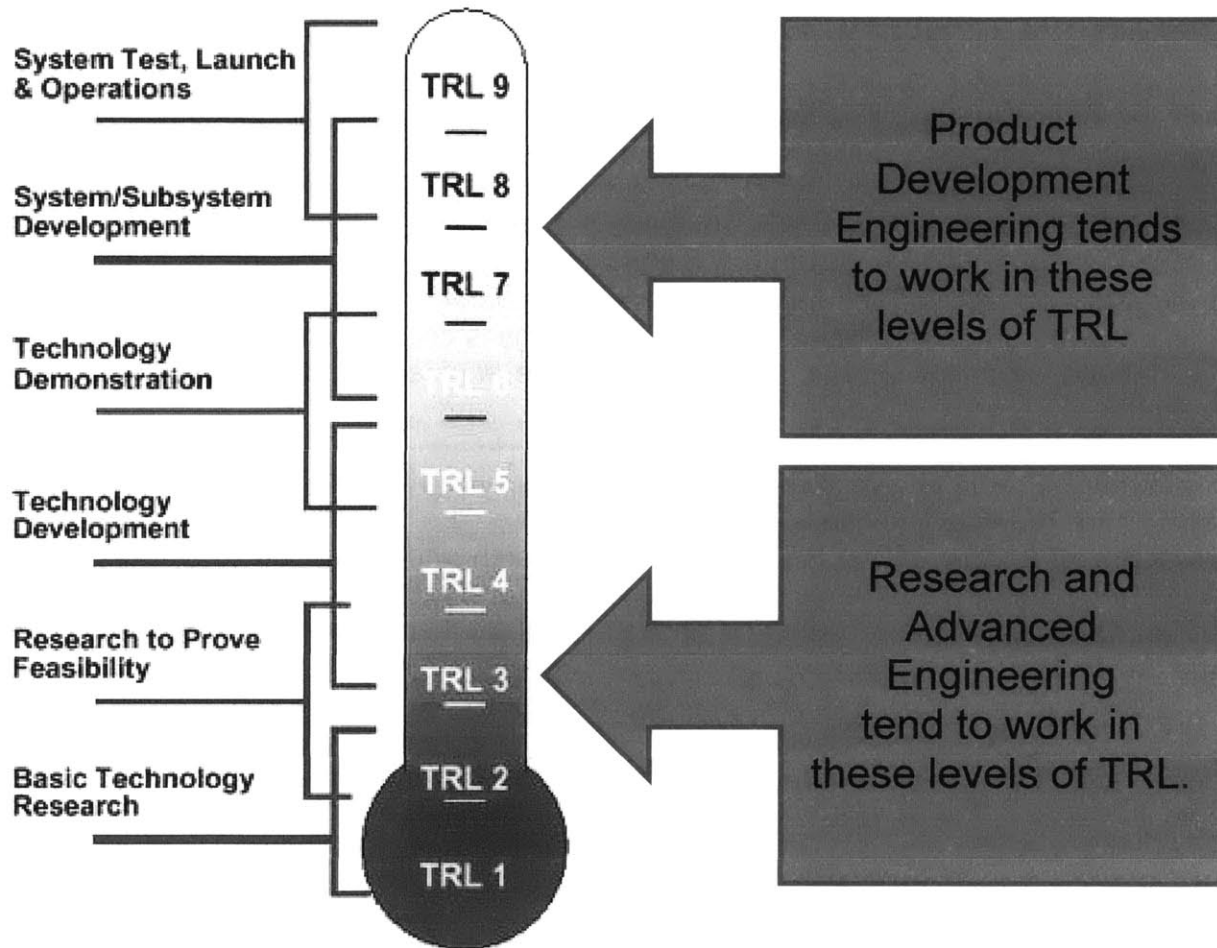 System Test, Launch
& Operations
System/Subsystem
Development
Technology
Demonstration
Technology
Development
Research to Prove
Feasibility
Basic Technology
Research
TRL 9
TRL 8
TRL 7
TRL 6
TRL 5
TRL 4
TRL 3
TRL 2
TRL 1
Product
Development
Engineering tends
to work in these
levels of TRL
Research and
Advanced
Engineering
tend to work in
these levels of TRL.